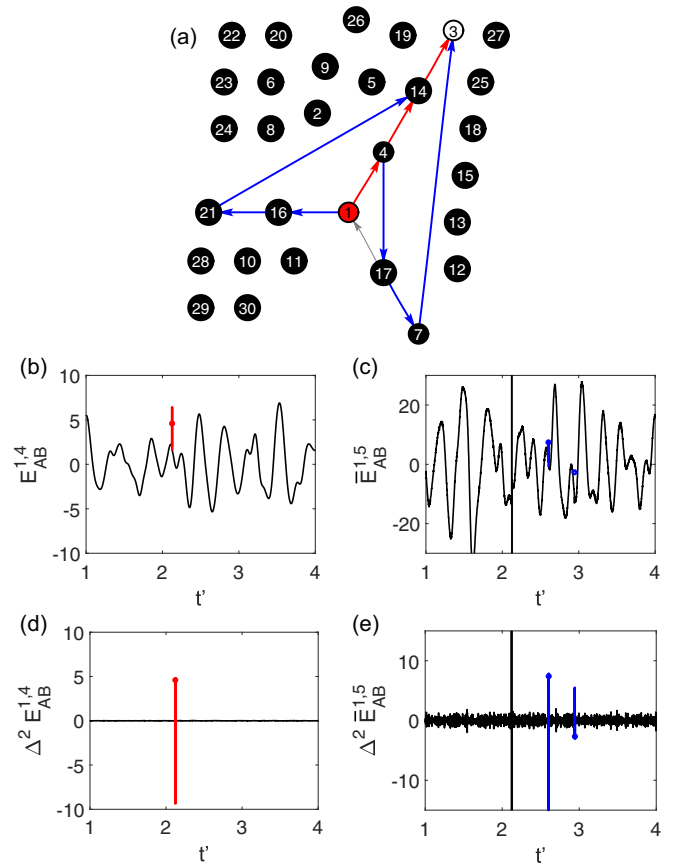 (a)
26
22 20 19 3 27
9
23 6 5 14 25
2
24 8 18
4
15
21 16 1 13
28 10 11 17 12
29 30
7
(b) (c)
10
5
0
-5
-10
E^{1,4}_{AB}
1 2 3 4
t'
20
0
-20
Ē^{1,5}_{AB}
1 2 3 4
t'
(d) (e)
10
5
0
-5
-10
Δ² E^{1,4}_{AB}
1 2 3 4
t'
10
0
-10
Δ² Ē^{1,5}_{AB}
1 2 3 4
t'